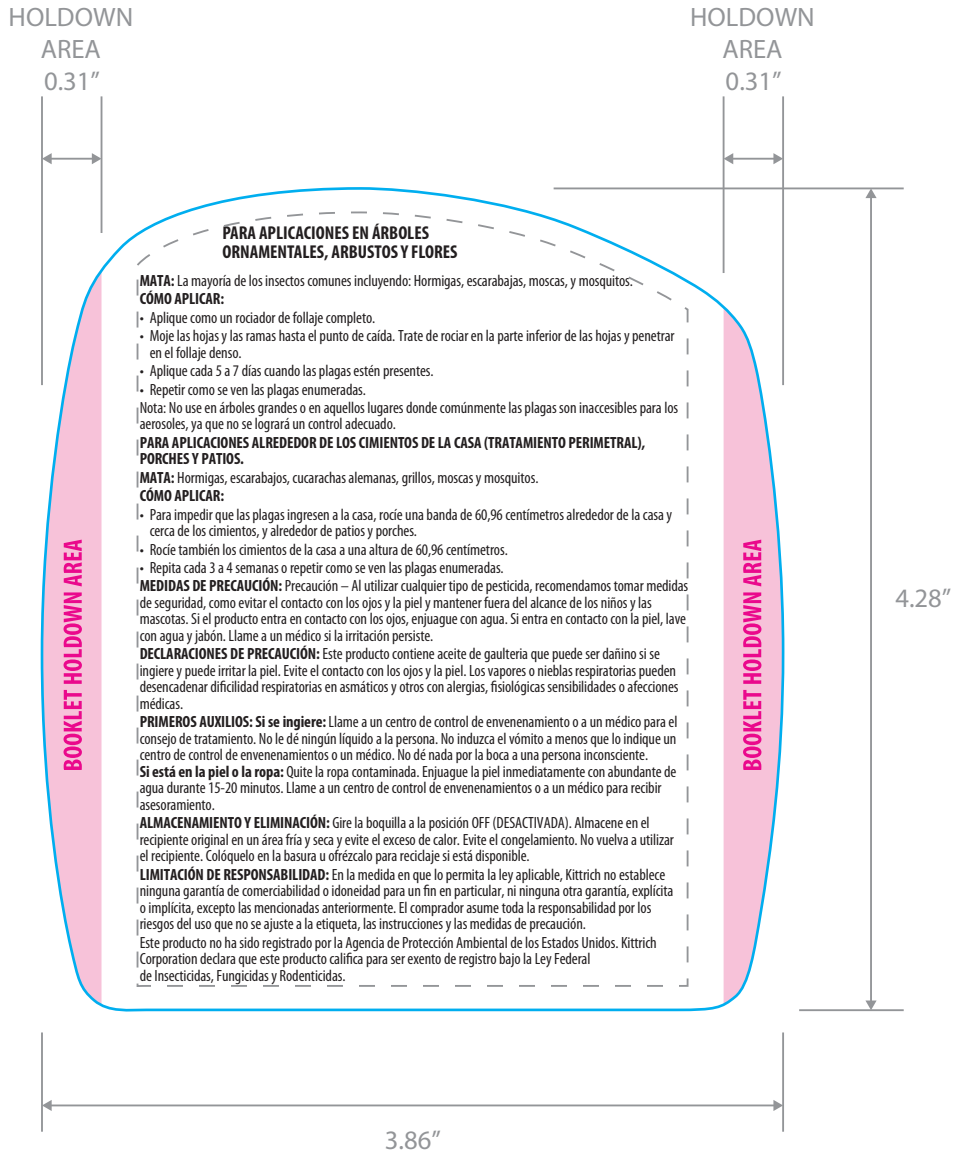 HOLDOWN
AREA
0.31”
HOLDOWN
AREA
0.31”
PARA APLICACIONES EN ÁRBOLES
ORNAMENTALES, ARBUSTOS Y FLORES
MATA: La mayoría de los insectos comunes incluyendo: Hormigas, escarabajas, moscas, y mosquitos.
CÓMO APLICAR:
• Aplique como un rociador de follaje completo.
• Moje las hojas y las ramas hasta el punto de caída. Trate de rociar en la parte inferior de las hojas y penetrar
en el follaje denso.
• Aplique cada 5 a 7 días cuando las plagas estén presentes.
• Repetir como se ven las plagas enumeradas.
Nota: No use en árboles grandes o en aquellos lugares donde comúnmente las plagas son inaccesibles para los
aerosoles, ya que no se logrará un control adecuado.
PARA APLICACIONES ALREDEDOR DE LOS CIMIENTOS DE LA CASA (TRATAMIENTO PERIMETRAL),
PORCHES Y PATIOS.
MATA: Hormigas, escarabajos, cucarachas alemanas, grillos, moscas y mosquitos.
CÓMO APLICAR:
• Para impedir que las plagas ingresen a la casa, rocíe una banda de 60,96 centímetros alrededor de la casa y
cerca de los cimientos, y alrededor de patios y porches.
• Rocíe también los cimientos de la casa a una altura de 60,96 centímetros.
• Repita cada 3 a 4 semanas o repetir como se ven las plagas enumeradas.
MEDIDAS DE PRECAUCIÓN: Precaución – Al utilizar cualquier tipo de pesticida, recomendamos tomar medidas
de seguridad, como evitar el contacto con los ojos y la piel y mantener fuera del alcance de los niños y las
mascotas. Si el producto entra en contacto con los ojos, enjuague con agua. Si entra en contacto con la piel, lave
con agua y jabón. Llame a un médico si la irritación persiste.
DECLARACIONES DE PRECAUCIÓN: Este producto contiene aceite de gaulteria que puede ser dañino si se
ingiere y puede irritar la piel. Evite el contacto con los ojos y la piel. Los vapores o nieblas respiratorias pueden
desencadenar dificilidad respiratorias en asmáticos y otros con alergias, fisiológicas sensibilidades o afecciones
médicas.
PRIMEROS AUXILIOS: Si se ingiere: Llame a un centro de control de envenenamiento o a un médico para el
consejo de tratamiento. No le dé ningún líquido a la persona. No induzca el vómito a menos que lo indique un
centro de control de envenenamientos o un médico. No dé nada por la boca a una persona inconsciente.
Si está en la piel o la ropa: Quite la ropa contaminada. Enjuague la piel inmediatamente con abundante de
agua durante 15-20 minutos. Llame a un centro de control de envenenamientos o a un médico para recibir
asesoramiento.
ALMACENAMIENTO Y ELIMINACIÓN: Gire la boquilla a la posición OFF (DESACTIVADA). Almacene en el
recipiente original en un área fría y seca y evite el exceso de calor. Evite el congelamiento. No vuelva a utilizar
el recipiente. Colóquelo en la basura u ofrézcalo para reciclaje si está disponible.
LIMITACIÓN DE RESPONSABILIDAD: En la medida en que lo permita la ley aplicable, Kittrich no establece
ninguna garantía de comerciabilidad o idoneidad para un fin en particular, ni ninguna otra garantía, explícita
o implícita, excepto las mencionadas anteriormente. El comprador asume toda la responsabilidad por los
riesgos del uso que no se ajuste a la etiqueta, las instrucciones y las medidas de precaución.
Este producto no ha sido registrado por la Agencia de Protección Ambiental de los Estados Unidos. Kittrich
Corporation declara que este producto califica para ser exento de registro bajo la Ley Federal
de Insecticidas, Fungicidas y Rodenticidas.
BOOKLET HOLDOWN AREA
BOOKLET HOLDOWN AREA
4.28”
3.86”